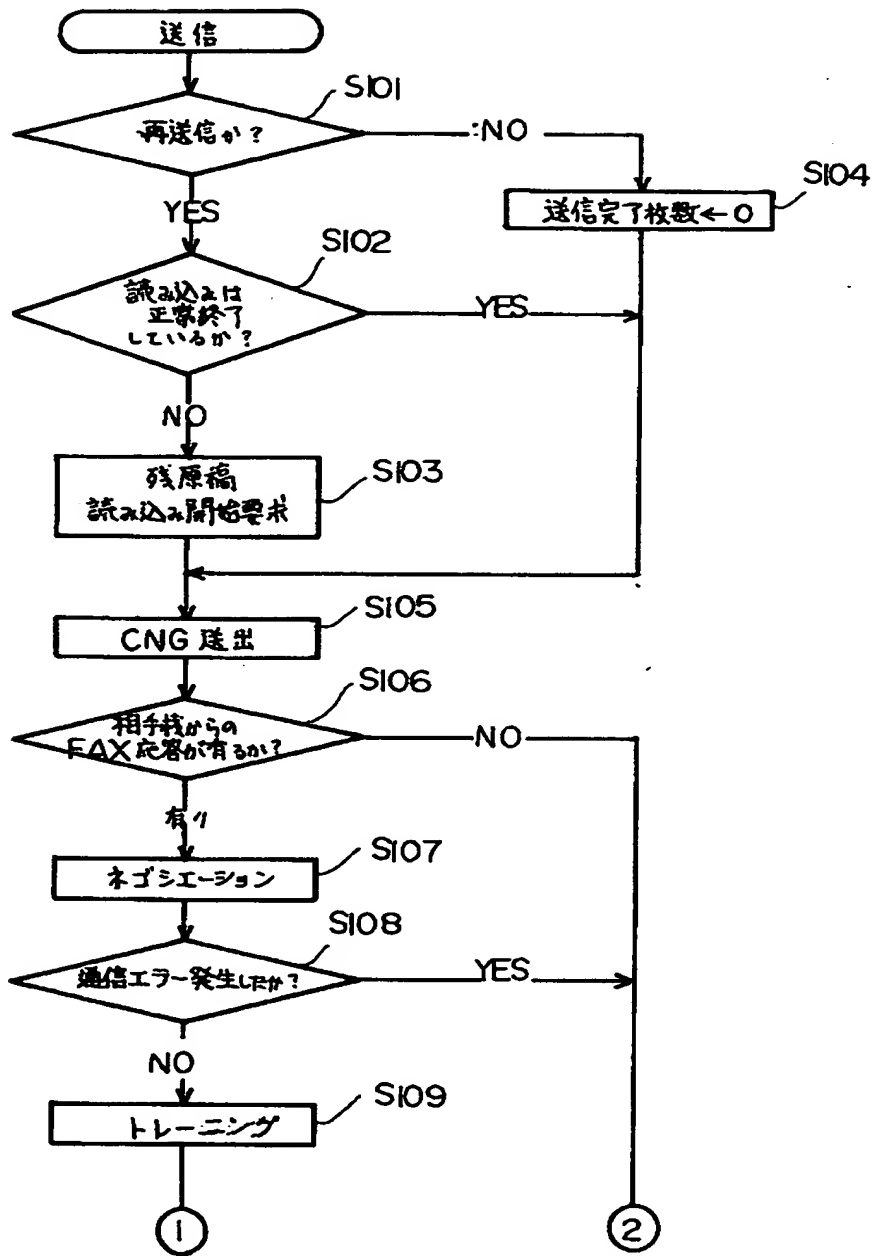 送信
S101
再送信か?
NO
S104
送信完了枚数←0
YES
S102
読み込みは
正常終了
しているか?
YES
NO
S103
残原稿
読み込み開始要求
S105
CNG 送出
S106
相手機からの
FAX応答が有るか?
NO
有り
S107
ネゴシエーション
S108
通信エラー発生したか?
YES
NO
S109
トレーニング
1
2